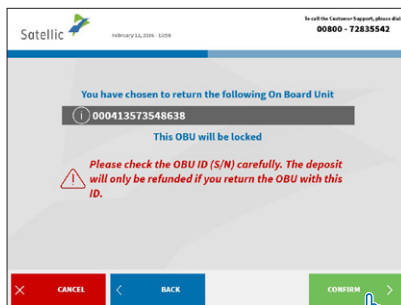 Satellic
February 12, 2016 - 13:56
To call the Customer Support, please dial
00800 - 72835542
You have chosen to return the following On Board Unit
i 000413573548638
This OBU will be locked
Please check the OBU ID (S/N) carefully. The deposit
will only be refunded if you return the OBU with this
ID.
CANCEL
BACK
CONFIRM